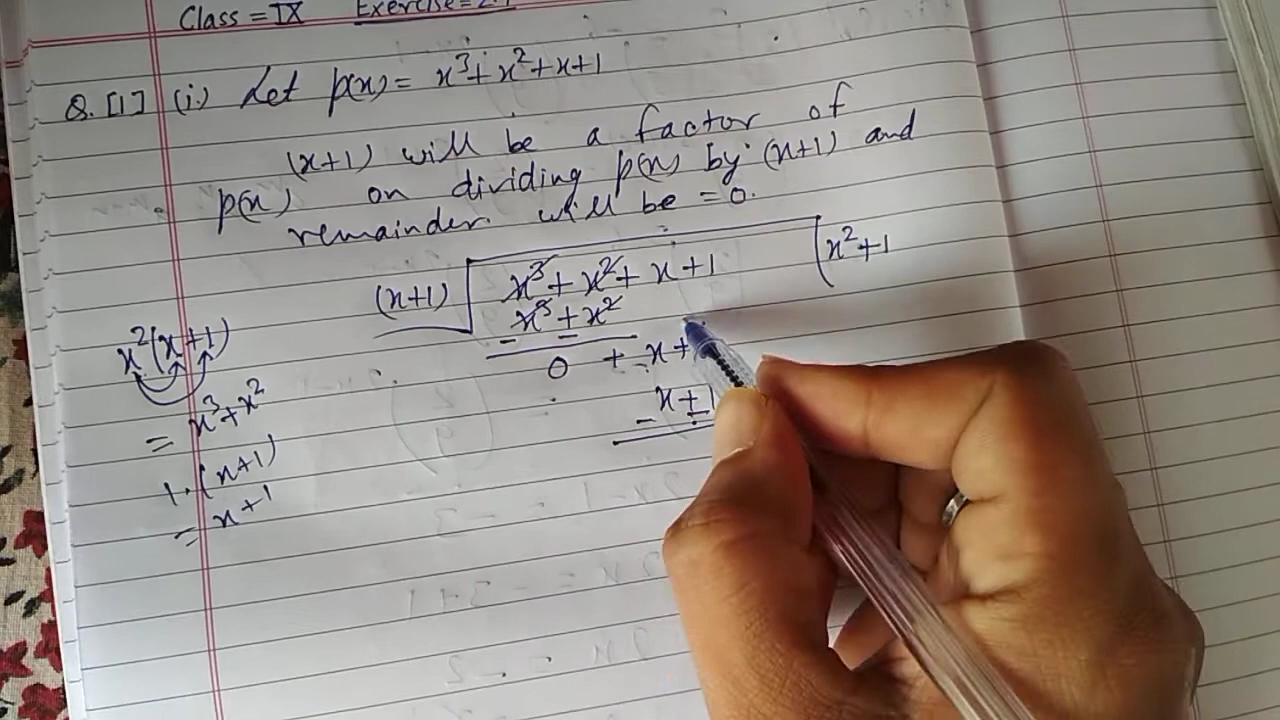 Class = IX Exercise = 2.
Q. [1] (i.) Let p(x) = x³ + x² + x + 1
(x+1) will be a factor of
p(x) on dividing p(x) by (x+1) and
remainder will be = 0.
(x+1) x³ + x² + x + 1 (x² + 1
x³ + x²
- -
0 + x +
x + 1
- -
x²(x+1)
= x³ + x²
1.(x+1)
= x + 1